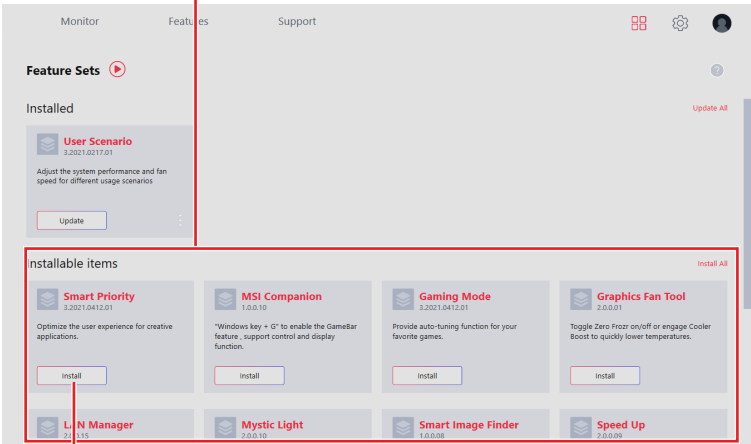 Monitor Features Support
Feature Sets
?
Installed Update All
User Scenario
3.2021.0217.01
Adjust the system performance and fan
speed for different usage scenarios
Update
Installable items Install All
Smart Priority
3.2021.0412.01
Optimize the user experience for creative
applications.
Install
MSI Companion
1.0.0.10
"Windows key + G" to enable the GameBar
feature , support control and display
function.
Install
Gaming Mode
3.2021.0412.01
Provide auto-tuning function for your
favorite games.
Install
Graphics Fan Tool
2.0.0.01
Toggle Zero Frozr on/off or engage Cooler
Boost to quickly lower temperatures.
Install
LAN Manager
2.0.0.15
Mystic Light
2.0.0.10
Smart Image Finder
1.0.0.08
Speed Up
2.0.0.09